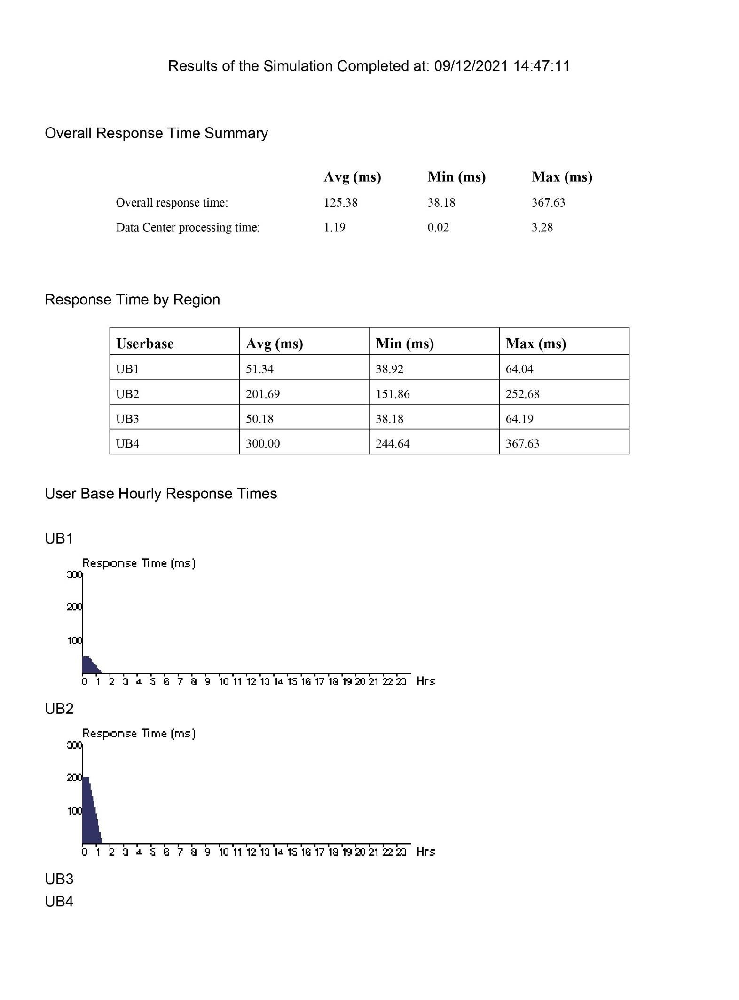 Results of the Simulation Completed at: 09/12/2021 14:47:11
Overall Response Time Summary
Avg (ms) Min (ms) Max (ms)
Overall response time: 125.38 38.18 367.63
Data Center processing time: 1.19 0.02 3.28
Response Time by Region
Userbase Avg (ms) Min (ms) Max (ms)
UB1 51.34 38.92 64.04
UB2 201.69 151.86 252.68
UB3 50.18 38.18 64.19
UB4 300.00 244.64 367.63
User Base Hourly Response Times
UB1
Response Time (ms)
300
200
100
0 1 2 3 4 5 6 7 8 9 10 11 12 13 14 15 16 17 18 19 20 21 22 23 Hrs
UB2
Response Time (ms)
300
200
100
0 1 2 3 4 5 6 7 8 9 10 11 12 13 14 15 16 17 18 19 20 21 22 23 Hrs
UB3
UB4